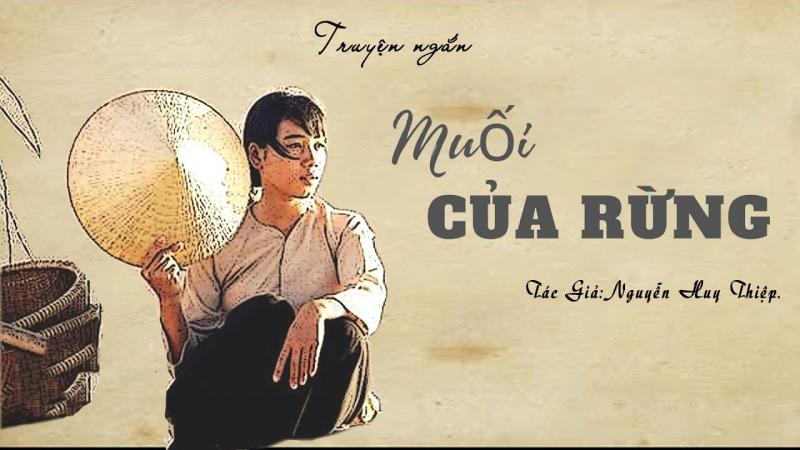 Truyện ngắn
Muối
CỦA RỪNG
Tác Giả:Nguyễn Huy Thiệp.